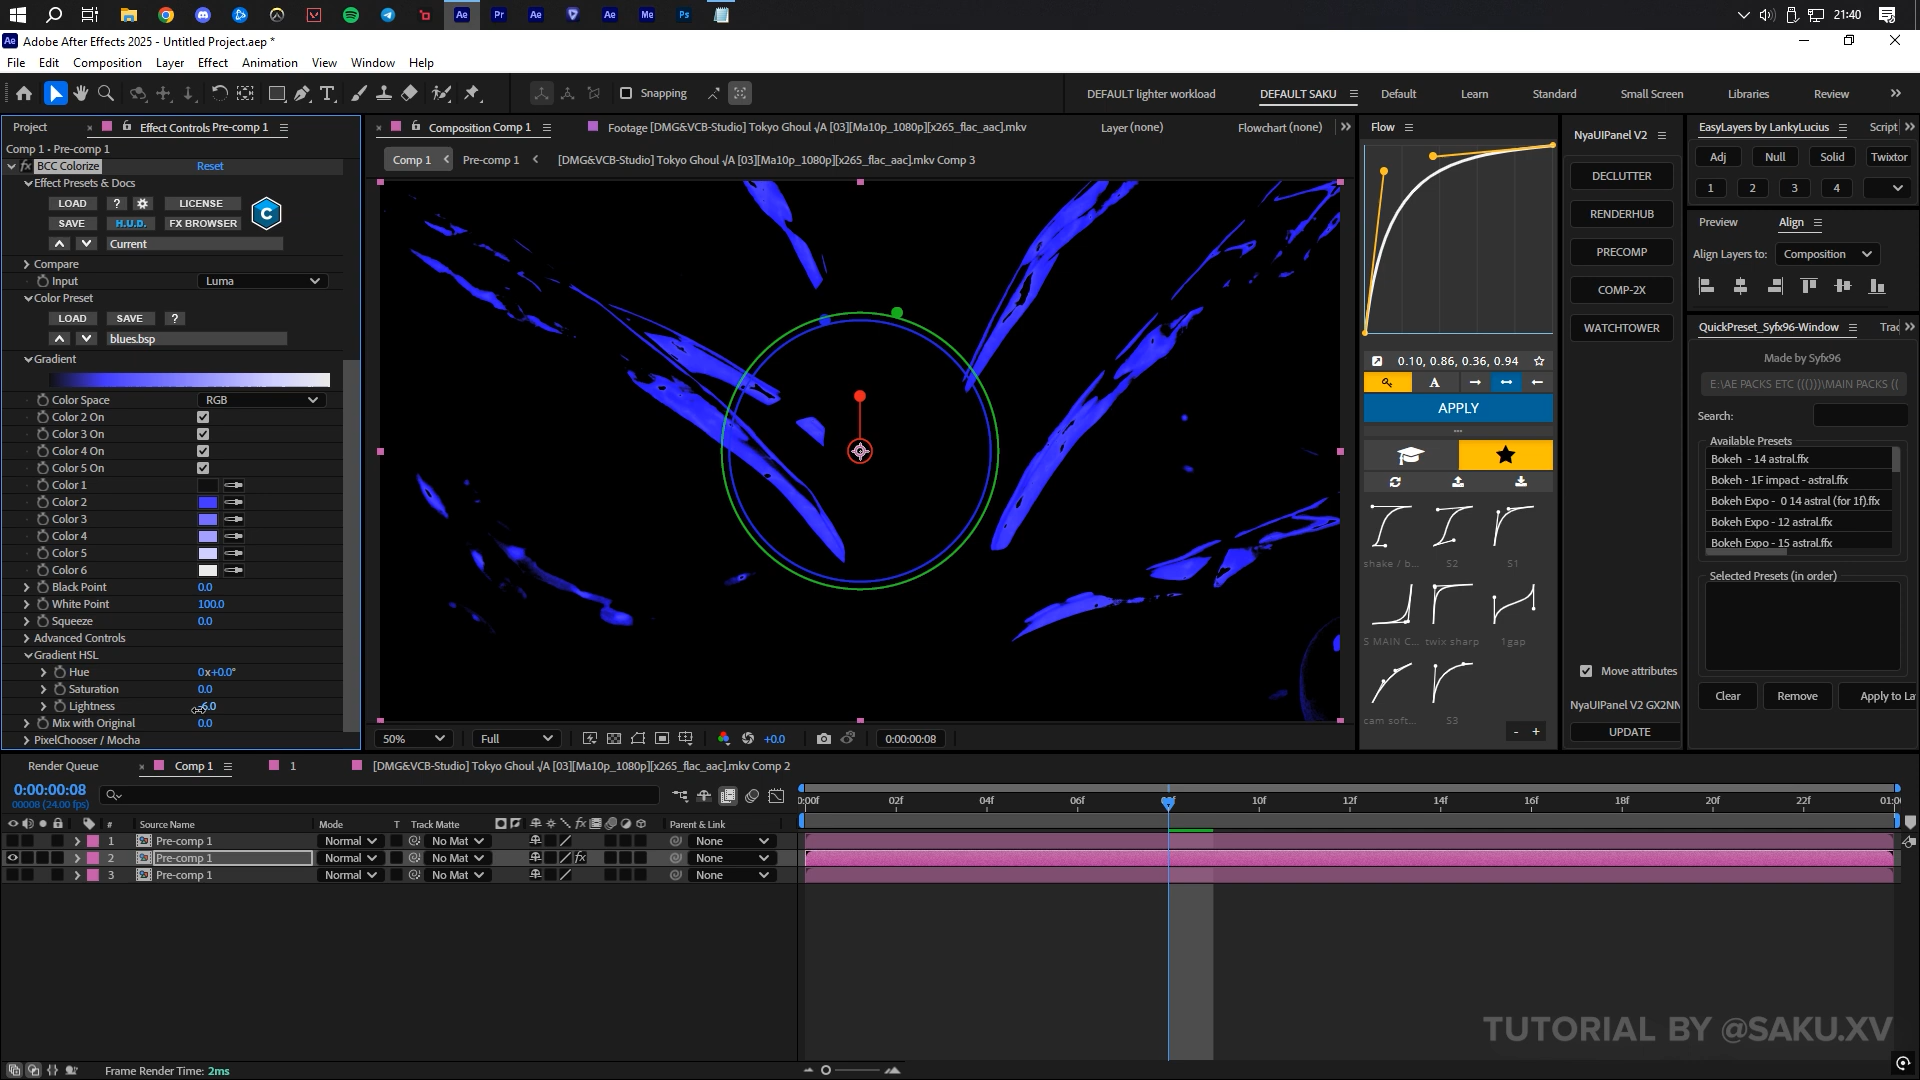 21:40
Adobe After Effects 2025 - Untitled Project.aep *
File Edit Composition Layer Effect Animation View Window Help
Snapping
DEFAULT lighter workload DEFAULT SAKU Default Learn Standard Small Screen Libraries Review
Project Effect Controls Pre-comp 1
Comp 1 • Pre-comp 1
fx BCC Colorize Reset
Effect Presets & Docs
LOAD ? LICENSE
SAVE H.U.D. FX BROWSER
Current
Compare
Input Luma
Color Preset
LOAD SAVE ?
blues.bsp
Gradient
Color Space RGB
Color 2 On
Color 3 On
Color 4 On
Color 5 On
Color 1
Color 2
Color 3
Color 4
Color 5
Color 6
Black Point 0.0
White Point 100.0
Squeeze 0.0
Advanced Controls
Gradient HSL
Hue 0x+0.0°
Saturation 0.0
Lightness -6.0
Mix with Original 0.0
PixelChooser / Mocha
Composition Comp 1 Footage [DMG&VCB-Studio] Tokyo Ghoul √A [03][Ma10p_1080p][x265_flac_aac].mkv Layer (none) Flowchart (none)
Comp 1 Pre-comp 1 [DMG&VCB-Studio] Tokyo Ghoul √A [03][Ma10p_1080p][x265_flac_aac].mkv Comp 3
50% Full +0.0 0:00:00:08
Flow
0.10, 0.86, 0.36, 0.94
A
APPLY
shake / b... S2 S1
S MAIN C... twix sharp 1gap
cam soft... S3
- +
NyaUIPanel V2
DECLUTTER
RENDERHUB
PRECOMP
COMP-2X
WATCHTOWER
Move attributes
NyaUIPanel V2 GX2NN
UPDATE
EasyLayers by LankyLucius Script
Adj Null Solid Twixtor
1 2 3 4
Preview Align
Align Layers to: Composition
QuickPreset_Syfx96-Window Trac
Made by Syfx96
E:\AE PACKS ETC ((()))\MAIN PACKS ((
Search:
Available Presets
Bokeh - 14 astral.ffx
Bokeh - 1F impact - astral.ffx
Bokeh Expo - 0 14 astral (for 1f).ffx
Bokeh Expo - 12 astral.ffx
Bokeh Expo - 15 astral.ffx
Selected Presets (in order)
Clear Remove Apply to La
Render Queue Comp 1 1 [DMG&VCB-Studio] Tokyo Ghoul √A [03][Ma10p_1080p][x265_flac_aac].mkv Comp 2
0:00:00:08
00008 (24.00 fps)
0:00f 02f 04f 06f 10f 12f 14f 16f 18f 20f 22f 01:0
# Source Name Mode T Track Matte fx Parent & Link
1 Pre-comp 1 Normal No Mat None
2 Pre-comp 1 Normal No Mat fx None
3 Pre-comp 1 Normal No Mat None
TUTORIAL BY @SAKU.XV
Frame Render Time: 2ms